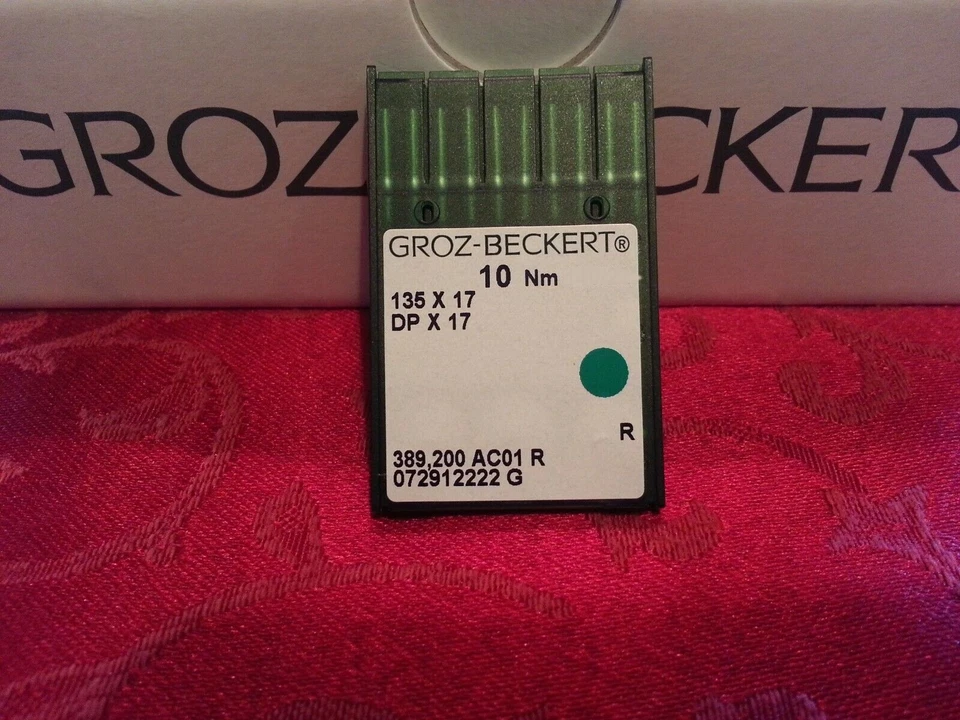 GROZ CKER
GROZ-BECKERT®
10 Nm
135 X 17
DP X 17
R
389,200 AC01 R
072912222 G